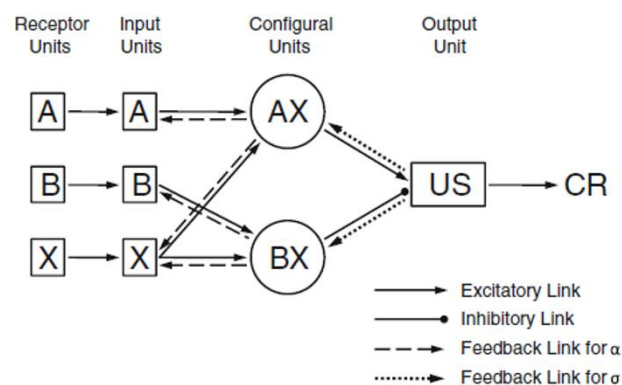 Receptor Units
Input Units
Configural Units
Output Unit
A
A
AX
B
B
US
CR
X
X
BX
Excitatory Link
Inhibitory Link
Feedback Link for α
Feedback Link for σ